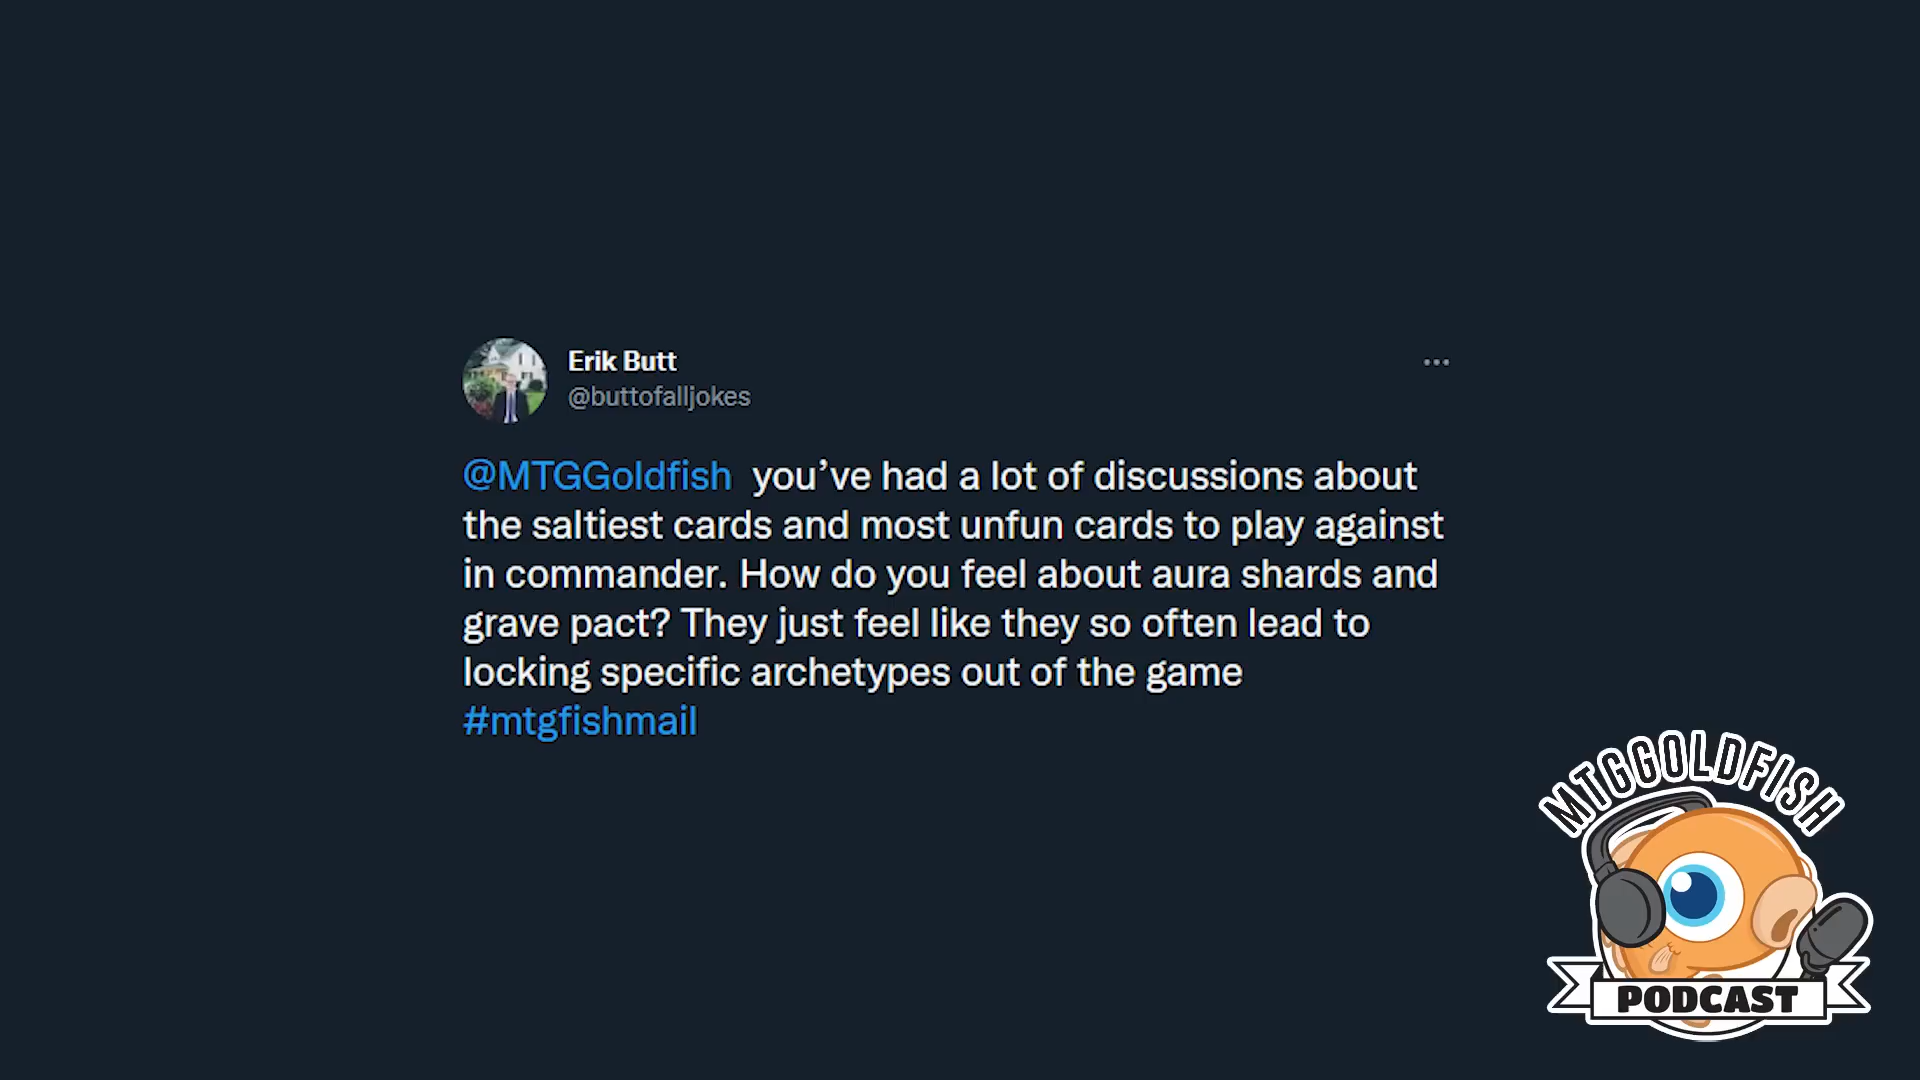 Erik Butt
@buttofalljokes
@MTGGoldfish you’ve had a lot of discussions about
the saltiest cards and most unfun cards to play against
in commander. How do you feel about aura shards and
grave pact? They just feel like they so often lead to
locking specific archetypes out of the game
#mtgfishmail
MTGGOLDFISH
PODCAST